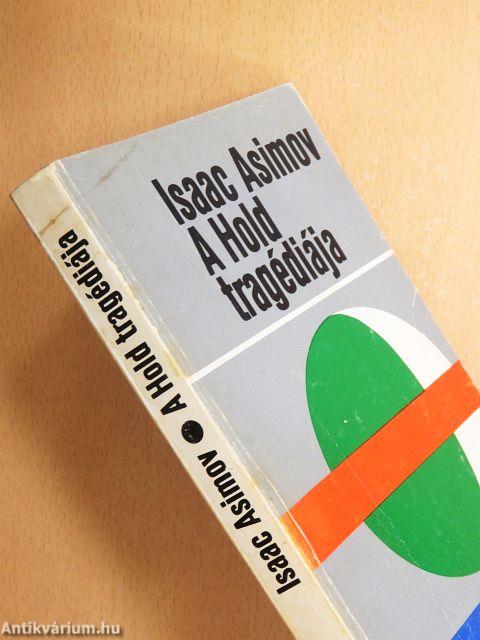 Isaac Asimov
A Hold
tragédiája
Isaac Asimov ● A Hold tragédiája
Antikvárium.hu